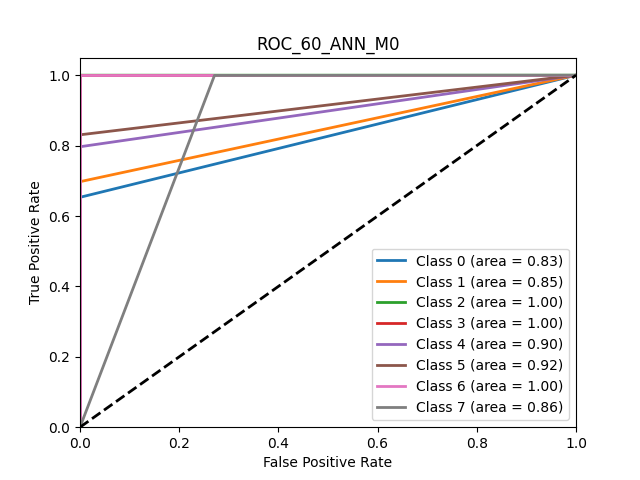 ROC_60_ANN_M0
1.0
0.8
0.6
0.4
0.2
0.0
True Positive Rate
Class 0 (area = 0.83)
Class 1 (area = 0.85)
Class 2 (area = 1.00)
Class 3 (area = 1.00)
Class 4 (area = 0.90)
Class 5 (area = 0.92)
Class 6 (area = 1.00)
Class 7 (area = 0.86)
0.0 0.2 0.4 0.6 0.8 1.0
False Positive Rate